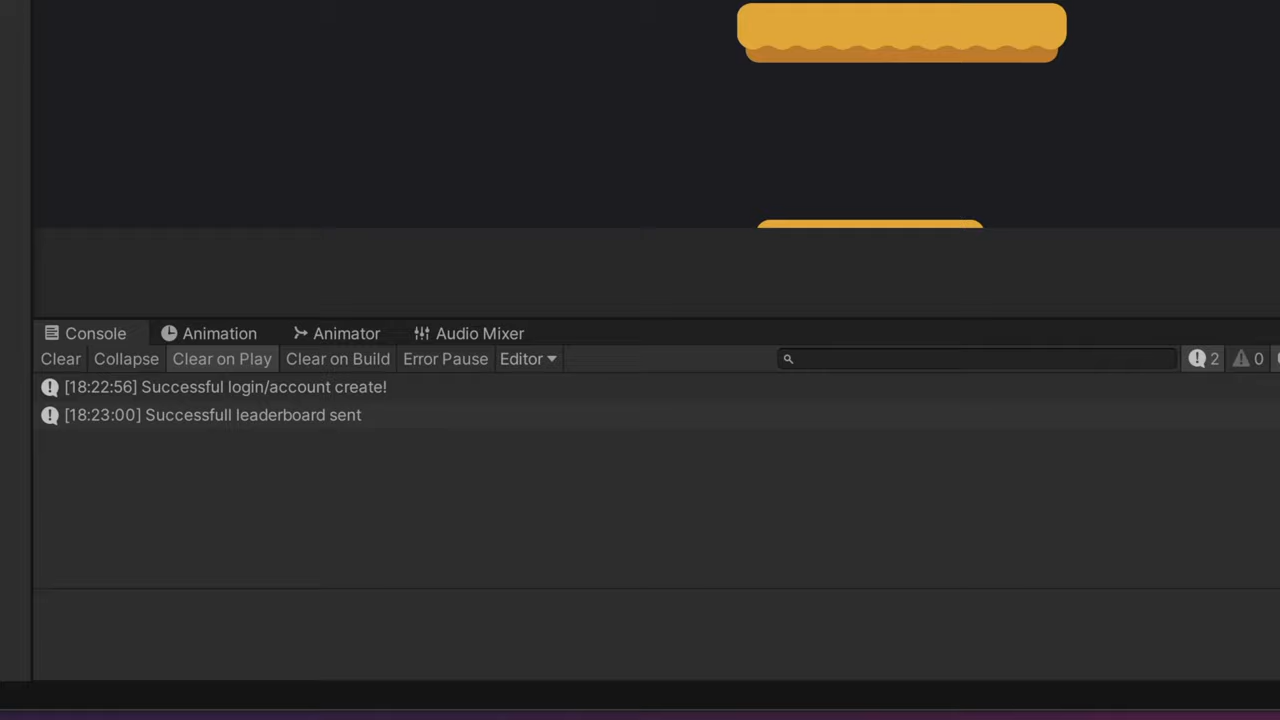 Console Animation Animator Audio Mixer
Clear Collapse Clear on Play Clear on Build Error Pause Editor 2 0
[18:22:56] Successful login/account create!
[18:23:00] Successfull leaderboard sent